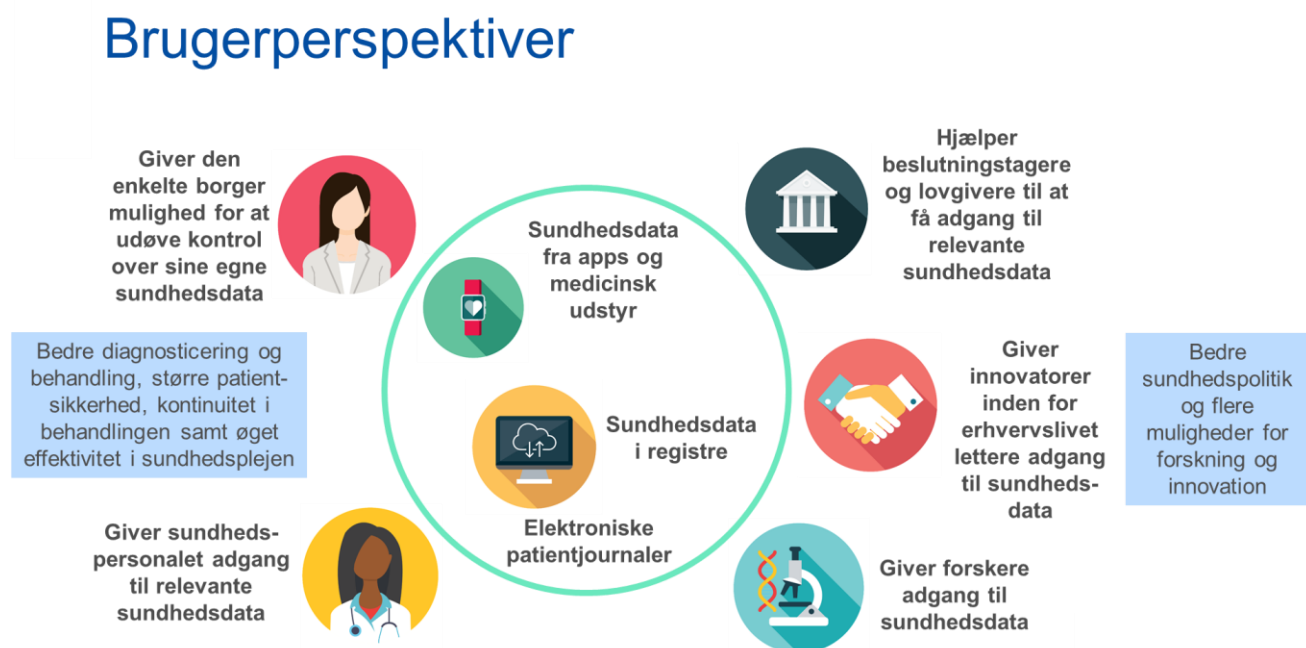 Brugerperspektiver
Giver den
enkelte borger
mulighed for at
udøve kontrol
over sine egne
sundhedsdata
Bedre diagnosticering og
behandling, større patient-
sikkerhed, kontinuitet i
behandlingen samt øget
effektivitet i sundhedsplejen
Giver sundheds-
personalet adgang
til relevante
sundhedsdata
Sundhedsdata
fra apps og
medicinsk
udstyr
Sundhedsdata
i registre
Elektroniske
patientjournaler
Hjælper
beslutningstagere
og lovgivere til at
få adgang til
relevante
sundhedsdata
Giver
innovatorer
inden for
erhvervslivet
lettere adgang
til sundheds-
data
Bedre
sundhedspolitik
og flere
muligheder for
forskning og
innovation
Giver forskere
adgang til
sundhedsdata